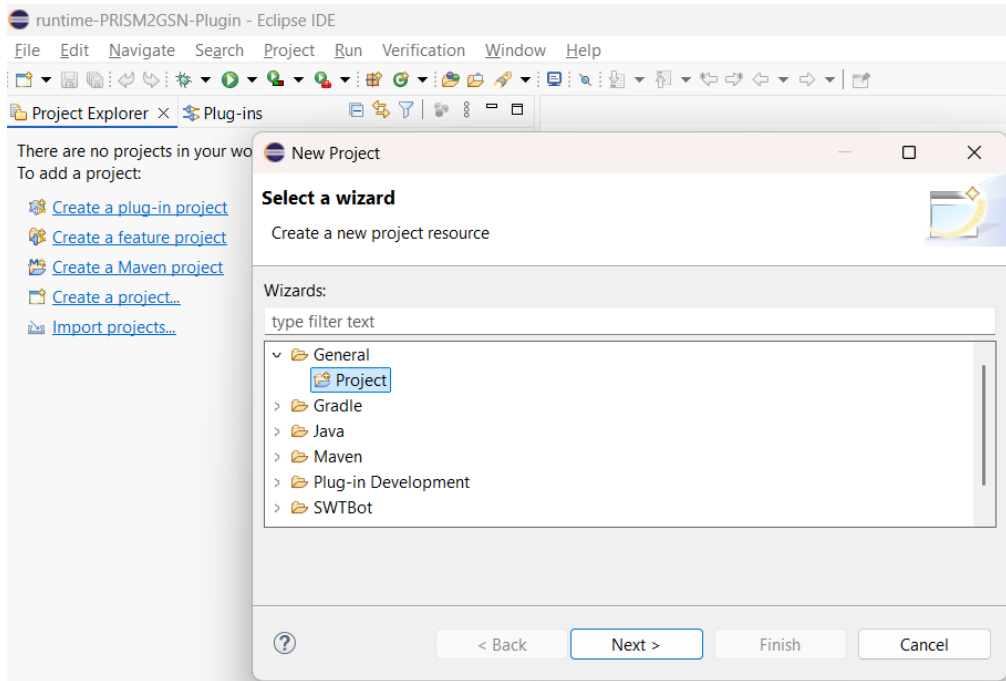 runtime-PRISM2GSN-Plugin - Eclipse IDE
File Edit Navigate Search Project Run Verification Window Help
Project Explorer Plug-ins
There are no projects in your wo
To add a project:
Create a plug-in project
Create a feature project
Create a Maven project
Create a project...
Import projects...
New Project
Select a wizard
Create a new project resource
Wizards:
type filter text
General
Project
Gradle
Java
Maven
Plug-in Development
SWTBot
< Back Next > Finish Cancel